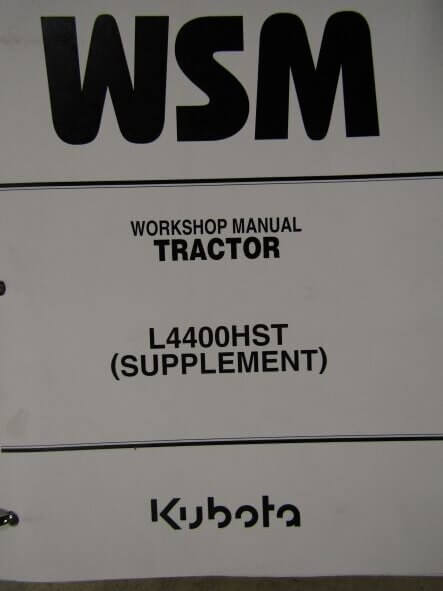 WSM
WORKSHOP MANUAL
TRACTOR
L4400HST
(SUPPLEMENT)
Kubota